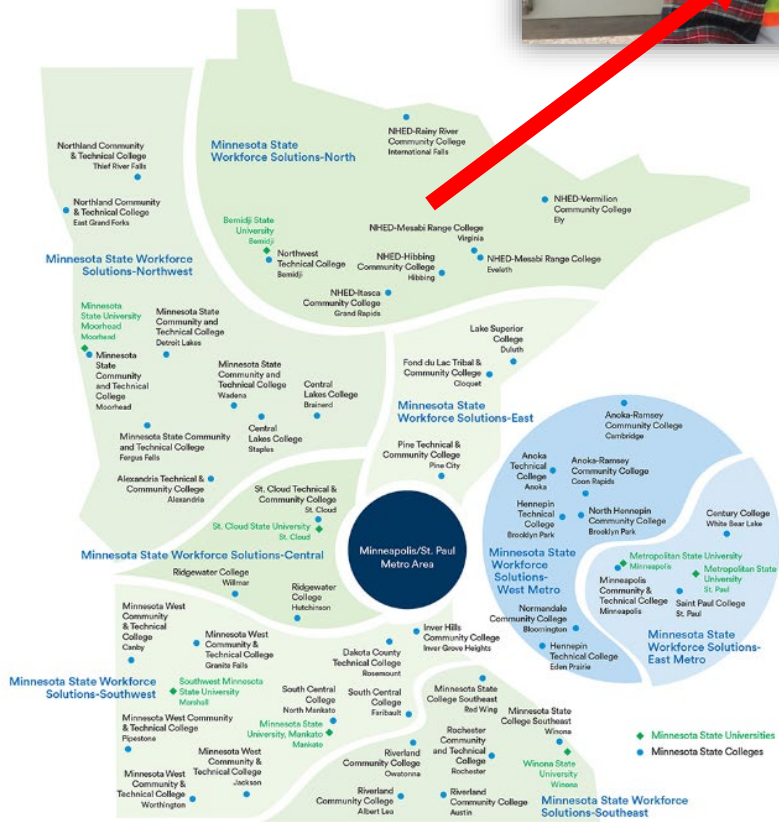 Minnesota State
Workforce Solutions-North
NHED-Rainy River
Community College
International Falls
Northland Community
& Technical College
Thief River Falls
Northland Community
& Technical College
East Grand Forks
NHED-Vermilion
Community College
Ely
Bemidji State
University
Bemidji
Northwest
Technical College
Bemidji
NHED-Mesabi Range College
Virginia
NHED-Mesabi Range College
Eveleth
NHED-Hibbing
Community College
Hibbing
NHED-Itasca
Community College
Grand Rapids
Minnesota State Workforce
Solutions-Northwest
Minnesota
State University
Moorhead
Moorhead
Minnesota
State
Community
and Technical
College
Moorhead
Minnesota State
Community and
Technical College
Detroit Lakes
Minnesota State
Community and
Technical College
Wadena
Central
Lakes College
Brainerd
Central
Lakes College
Staples
Minnesota State Community
and Technical College
Fergus Falls
Alexandria Technical &
Community College
Alexandria
Lake Superior
College
Duluth
Fond du Lac Tribal &
Community College
Cloquet
Minnesota State
Workforce
Solutions-East
Pine Technical &
Community College
Pine City
St. Cloud Technical &
Community College
St. Cloud
St. Cloud State University
St. Cloud
Minnesota State Workforce Solutions-Central
Ridgewater College
Willmar
Ridgewater
College
Hutchinson
Minneapolis/St. Paul
Metro Area
Anoka-Ramsey
Community College
Cambridge
Anoka
Technical
College
Anoka
Anoka-Ramsey
Community College
Coon Rapids
Hennepin
Technical
College
Brooklyn Park
North Hennepin
Community College
Brooklyn Park
Century College
White Bear Lake
Minnesota State
Workforce
Solutions-
West Metro
Metropolitan State University
Minneapolis
Metropolitan State
University
St. Paul
Minneapolis
Community &
Technical College
Minneapolis
Saint Paul College
St. Paul
Normandale
Community College
Bloomington
Hennepin
Technical College
Eden Prairie
Minnesota State
Workforce Solutions-
East Metro
Minnesota West
Community
& Technical
College
Canby
Minnesota West
Community
& Technical College
Granite Falls
Minnesota State Workforce
Solutions-Southwest
Southwest Minnesota
State University
Marshall
Minnesota West Community
& Technical College
Pipestone
Minnesota West
Community &
Technical College
Worthington
Minnesota West
Community &
Technical College
Jackson
Inver Hills
Community College
Inver Grove Heights
Dakota County
Technical College
Rosemount
South Central
College
North Mankato
South Central
College
Faribault
Minnesota State
University, Mankato
Mankato
Minnesota State
College Southeast
Red Wing
Minnesota State
College Southeast
Winona
Rochester
Community
and Technical
College
Rochester
Riverland
Community College
Owatonna
Riverland
Community College
Albert Lea
Riverland
Community College
Austin
Winona State
University
Winona
Minnesota State Workforce
Solutions-Southeast
Minnesota State Universities
Minnesota State Colleges